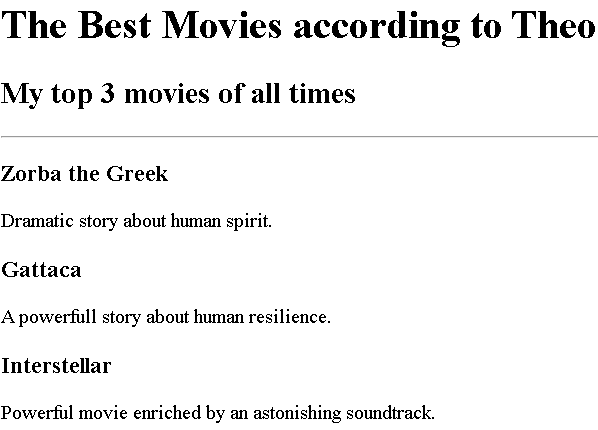 The Best Movies according to Theo
My top 3 movies of all times
Zorba the Greek
Dramatic story about human spirit.
Gattaca
A powerfull story about human resilience.
Interstellar
Powerful movie enriched by an astonishing soundtrack.